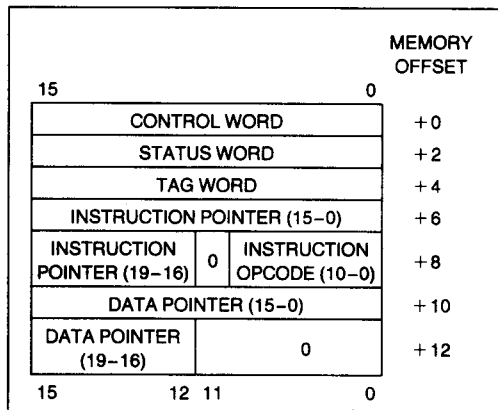 MEMORY
OFFSET
15 0
CONTROL WORD +0
STATUS WORD +2
TAG WORD +4
INSTRUCTION POINTER (15–0) +6
INSTRUCTION POINTER (19–16) 0 INSTRUCTION OPCODE (10–0) +8
DATA POINTER (15–0) +10
DATA POINTER (19–16) 0 +12
15 12 11 0